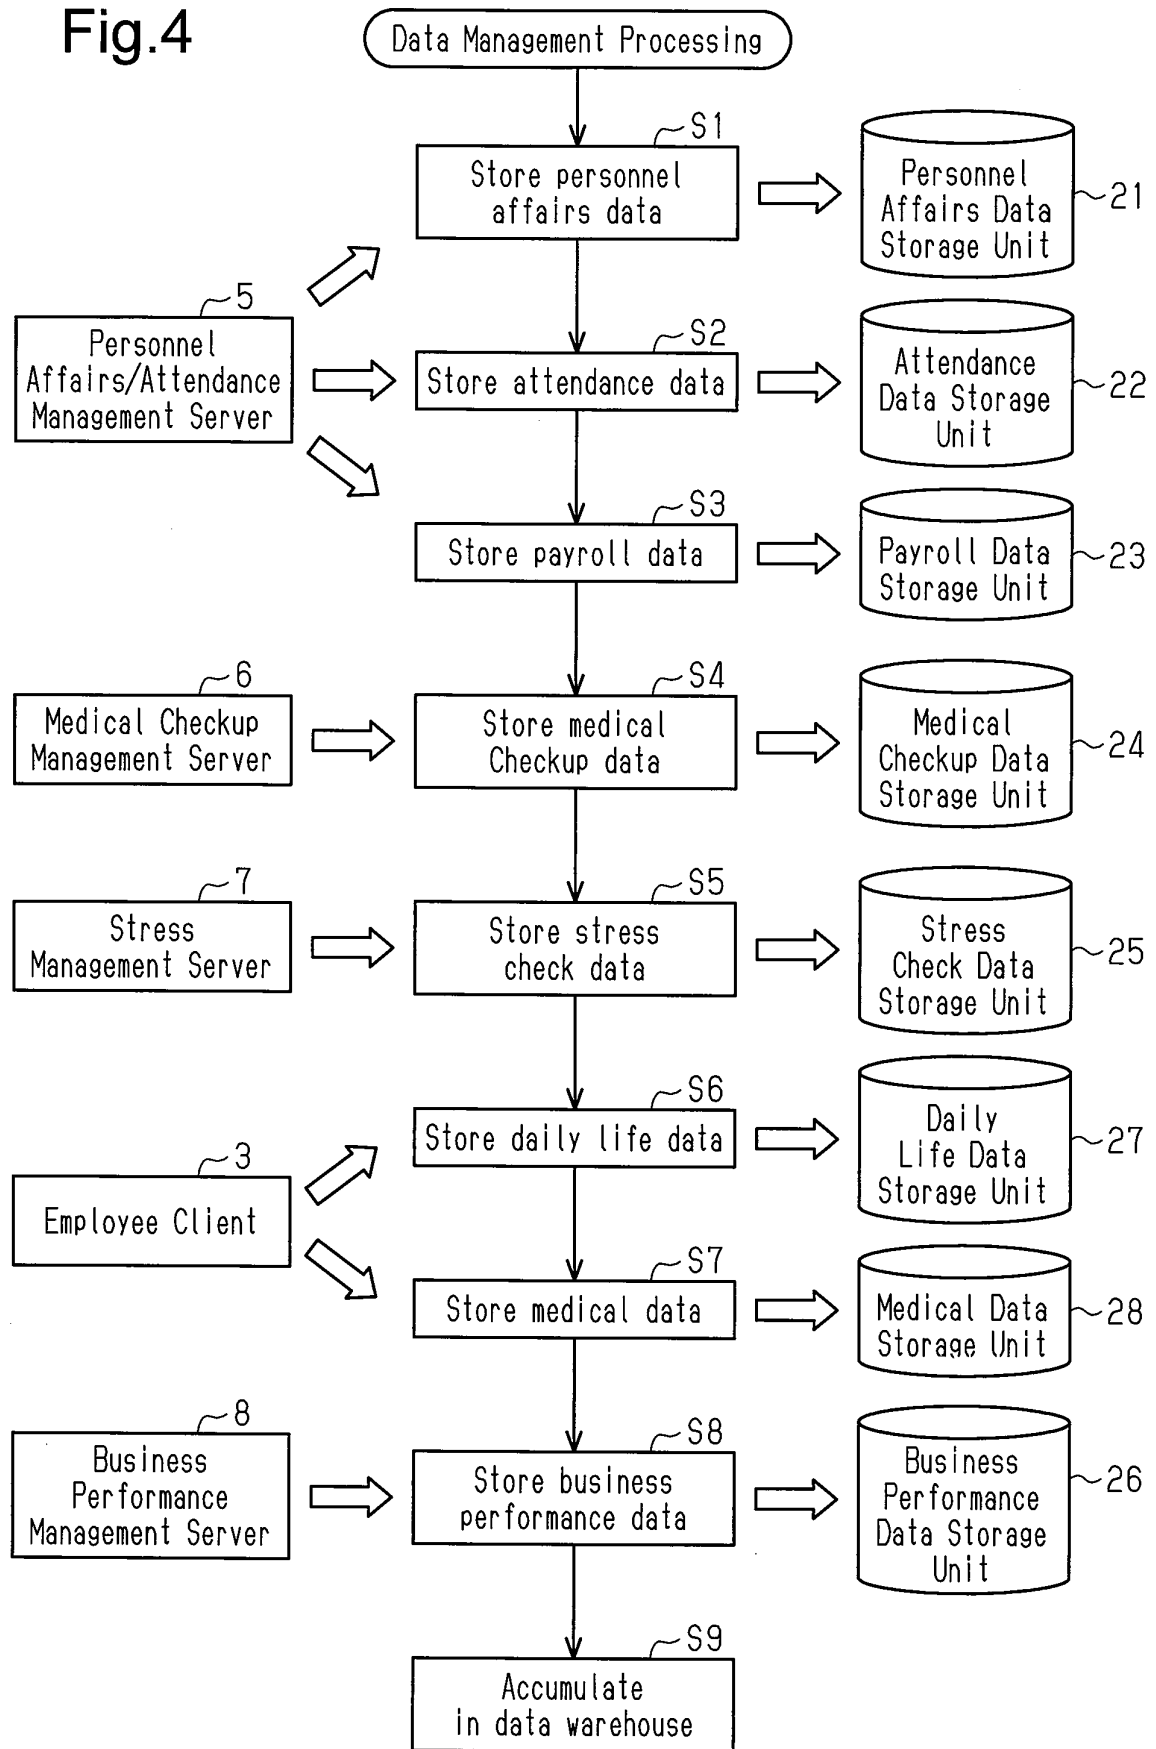 Fig.4
Data Management Processing
S1
Store personnel
affairs data
Personnel
Affairs Data
Storage Unit
21
5
Personnel
Affairs/Attendance
Management Server
S2
Store attendance data
Attendance
Data Storage
Unit
22
S3
Store payroll data
Payroll Data
Storage Unit
23
6
Medical Checkup
Management Server
S4
Store medical
Checkup data
Medical
Checkup Data
Storage Unit
24
7
Stress
Management Server
S5
Store stress
check data
Stress
Check Data
Storage Unit
25
S6
Store daily life data
Daily
Life Data
Storage Unit
27
3
Employee Client
S7
Store medical data
Medical Data
Storage Unit
28
8
Business
Performance
Management Server
S8
Store business
performance data
Business
Performance
Data Storage
Unit
26
S9
Accumulate
in data warehouse